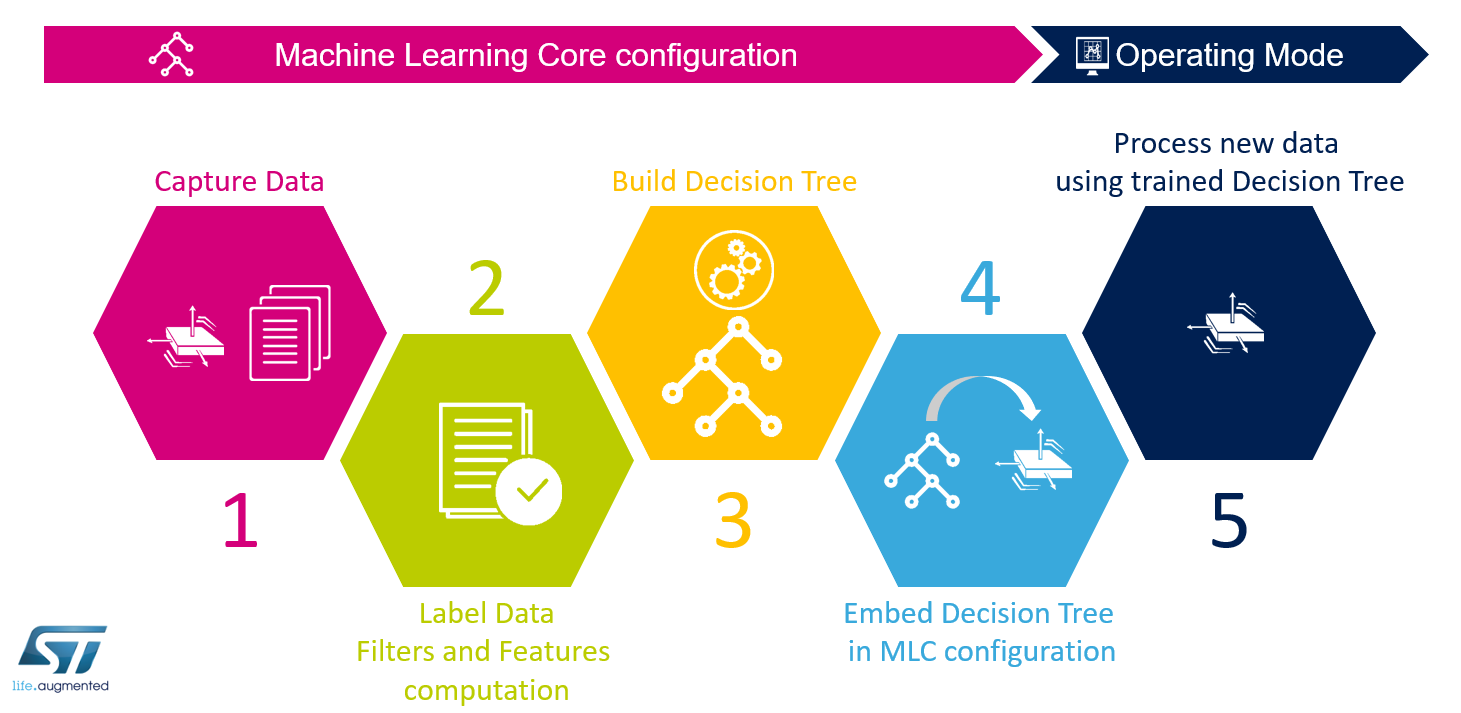 Machine Learning Core configuration
Operating Mode
Capture Data
1
2
Label Data
Filters and Features
computation
Build Decision Tree
3
4
Embed Decision Tree
in MLC configuration
Process new data
using trained Decision Tree
5
ST
life.augmented